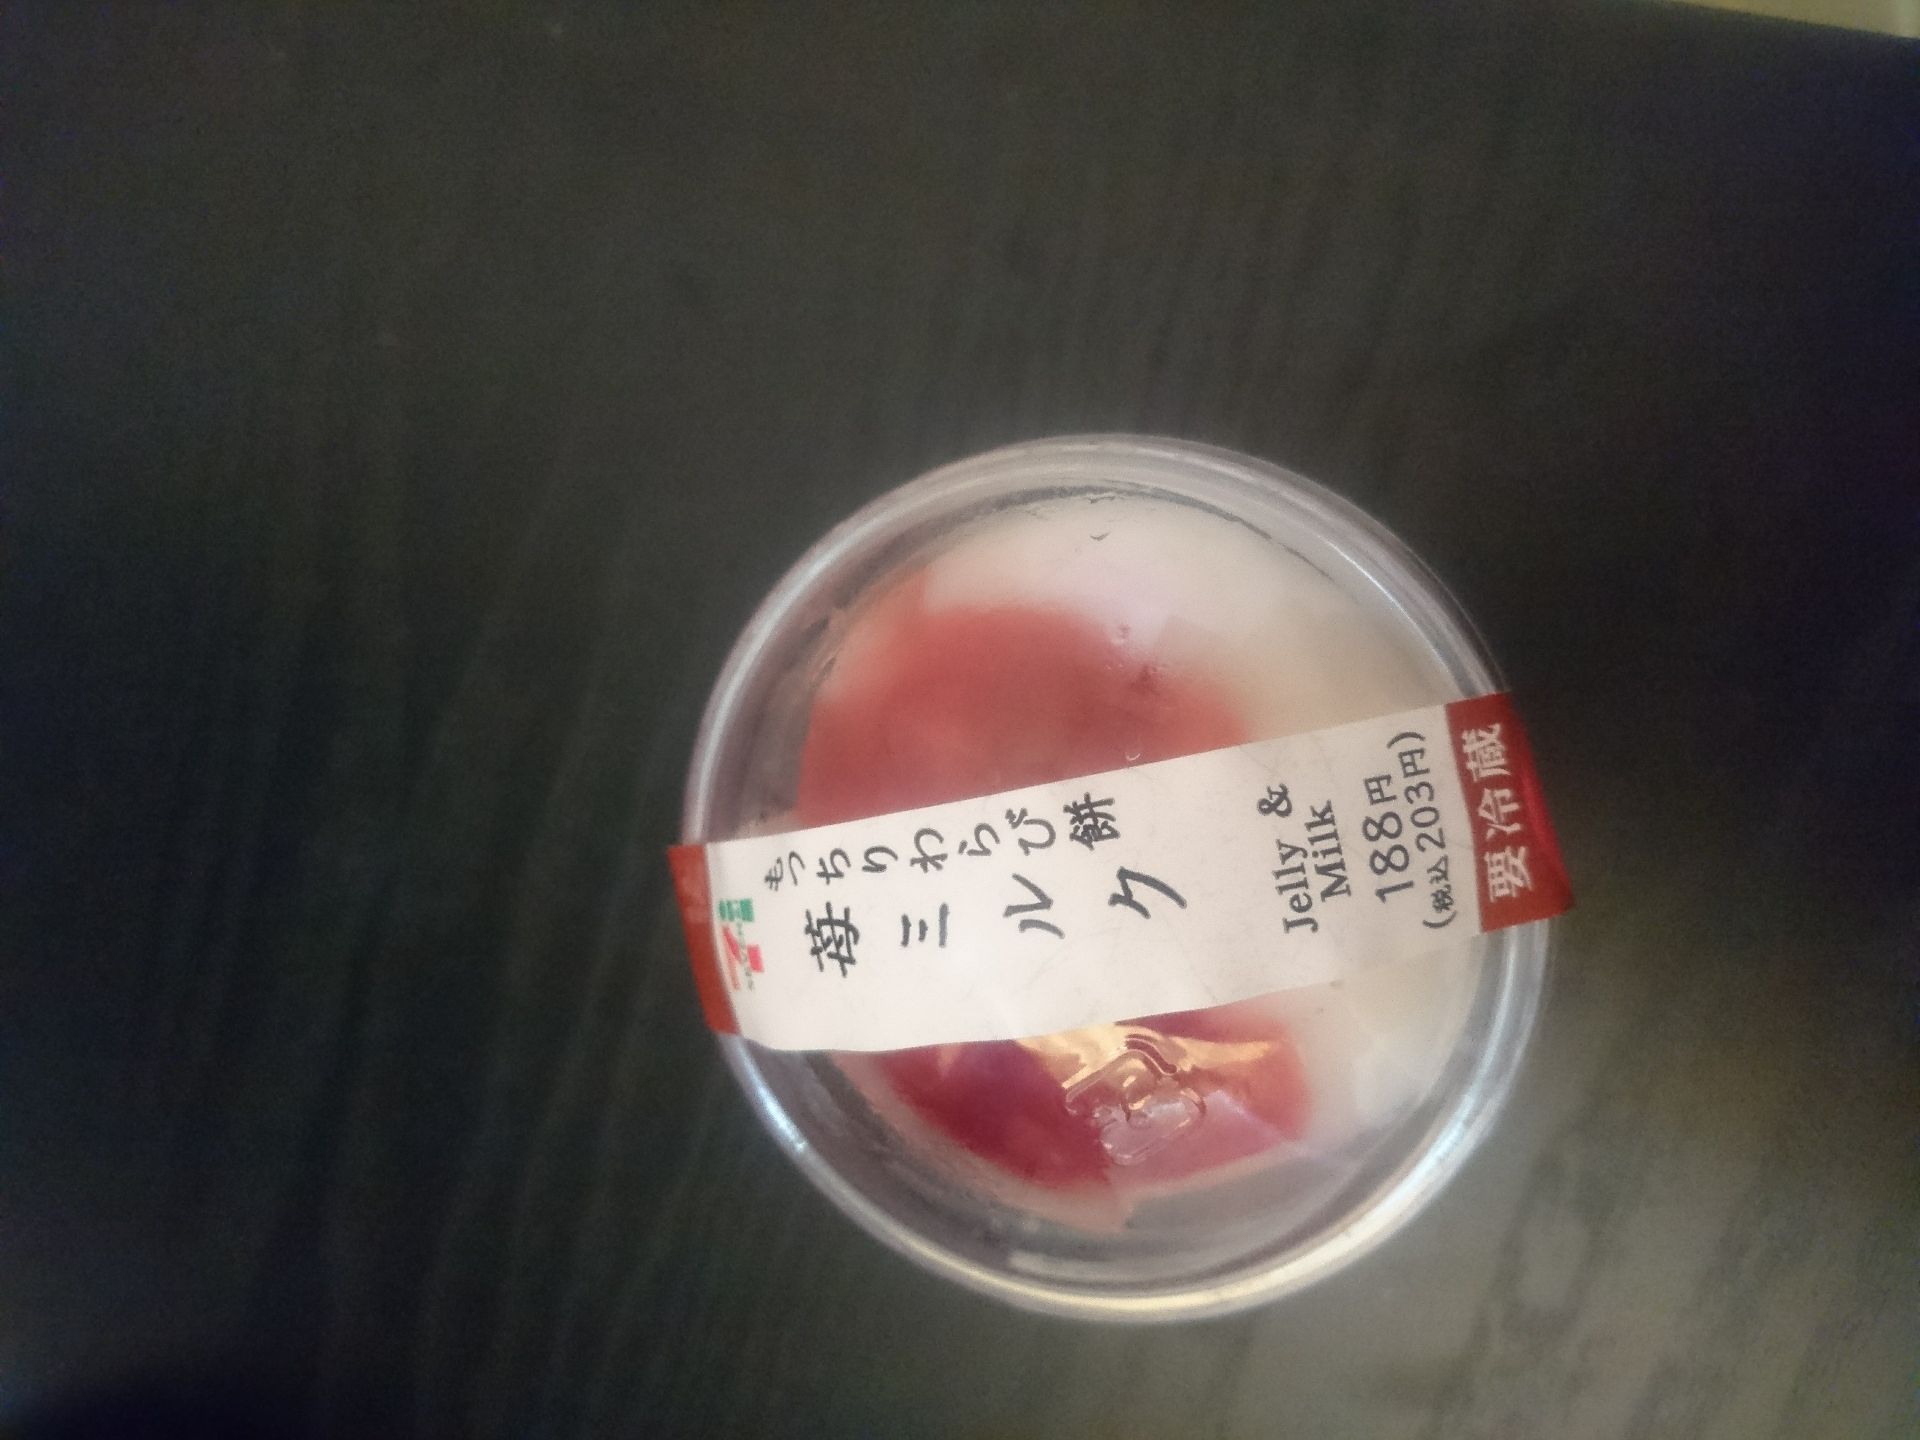 もっちりわらび餅
苺ミルク
Jelly &
Milk
188円
(税込203円)
要冷蔵